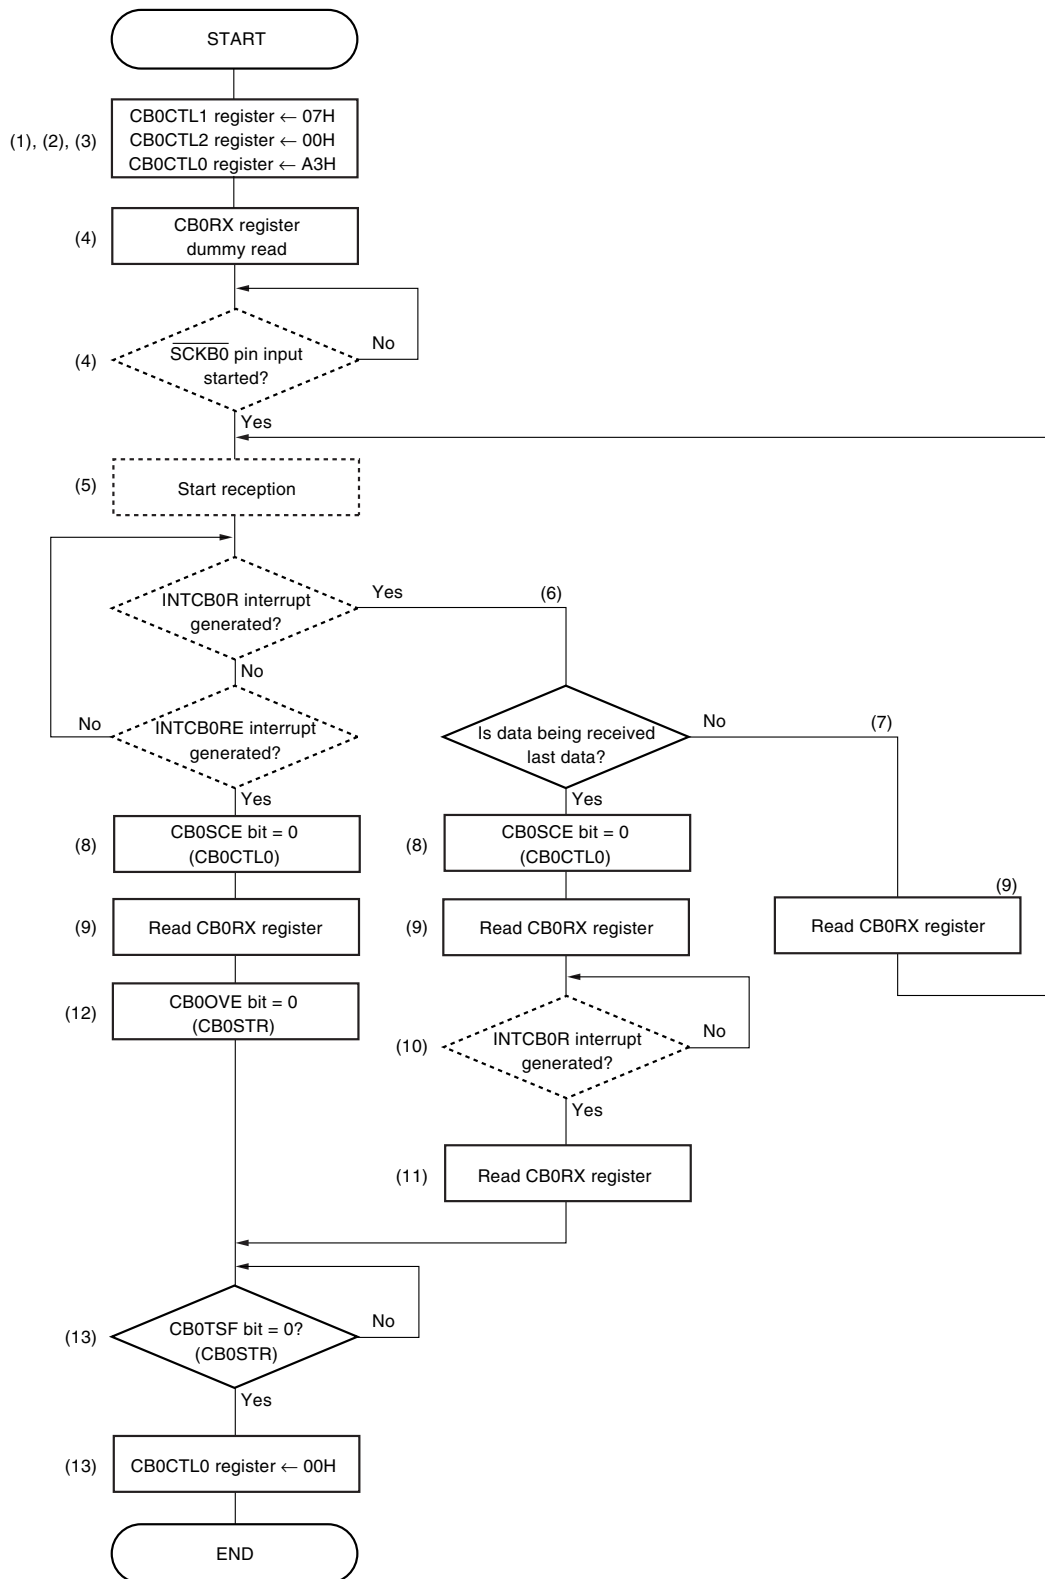 START
(1), (2), (3)
CB0CTL1 register ← 07H
CB0CTL2 register ← 00H
CB0CTL0 register ← A3H
(4)
CB0RX register
dummy read
(4)
SCKB0 pin input
started?
No
Yes
(5)
Start reception
INTCB0R interrupt
generated?
Yes
(6)
No
INTCB0RE interrupt
generated?
No
Yes
Is data being received
last data?
No
(7)
Yes
(8)
CB0SCE bit = 0
(CB0CTL0)
(8)
CB0SCE bit = 0
(CB0CTL0)
(9)
Read CB0RX register
(9)
Read CB0RX register
(9)
Read CB0RX register
(12)
CB0OVE bit = 0
(CB0STR)
(10)
INTCB0R interrupt
generated?
No
Yes
(11)
Read CB0RX register
(13)
CB0TSF bit = 0?
(CB0STR)
No
Yes
(13)
CB0CTL0 register ← 00H
END